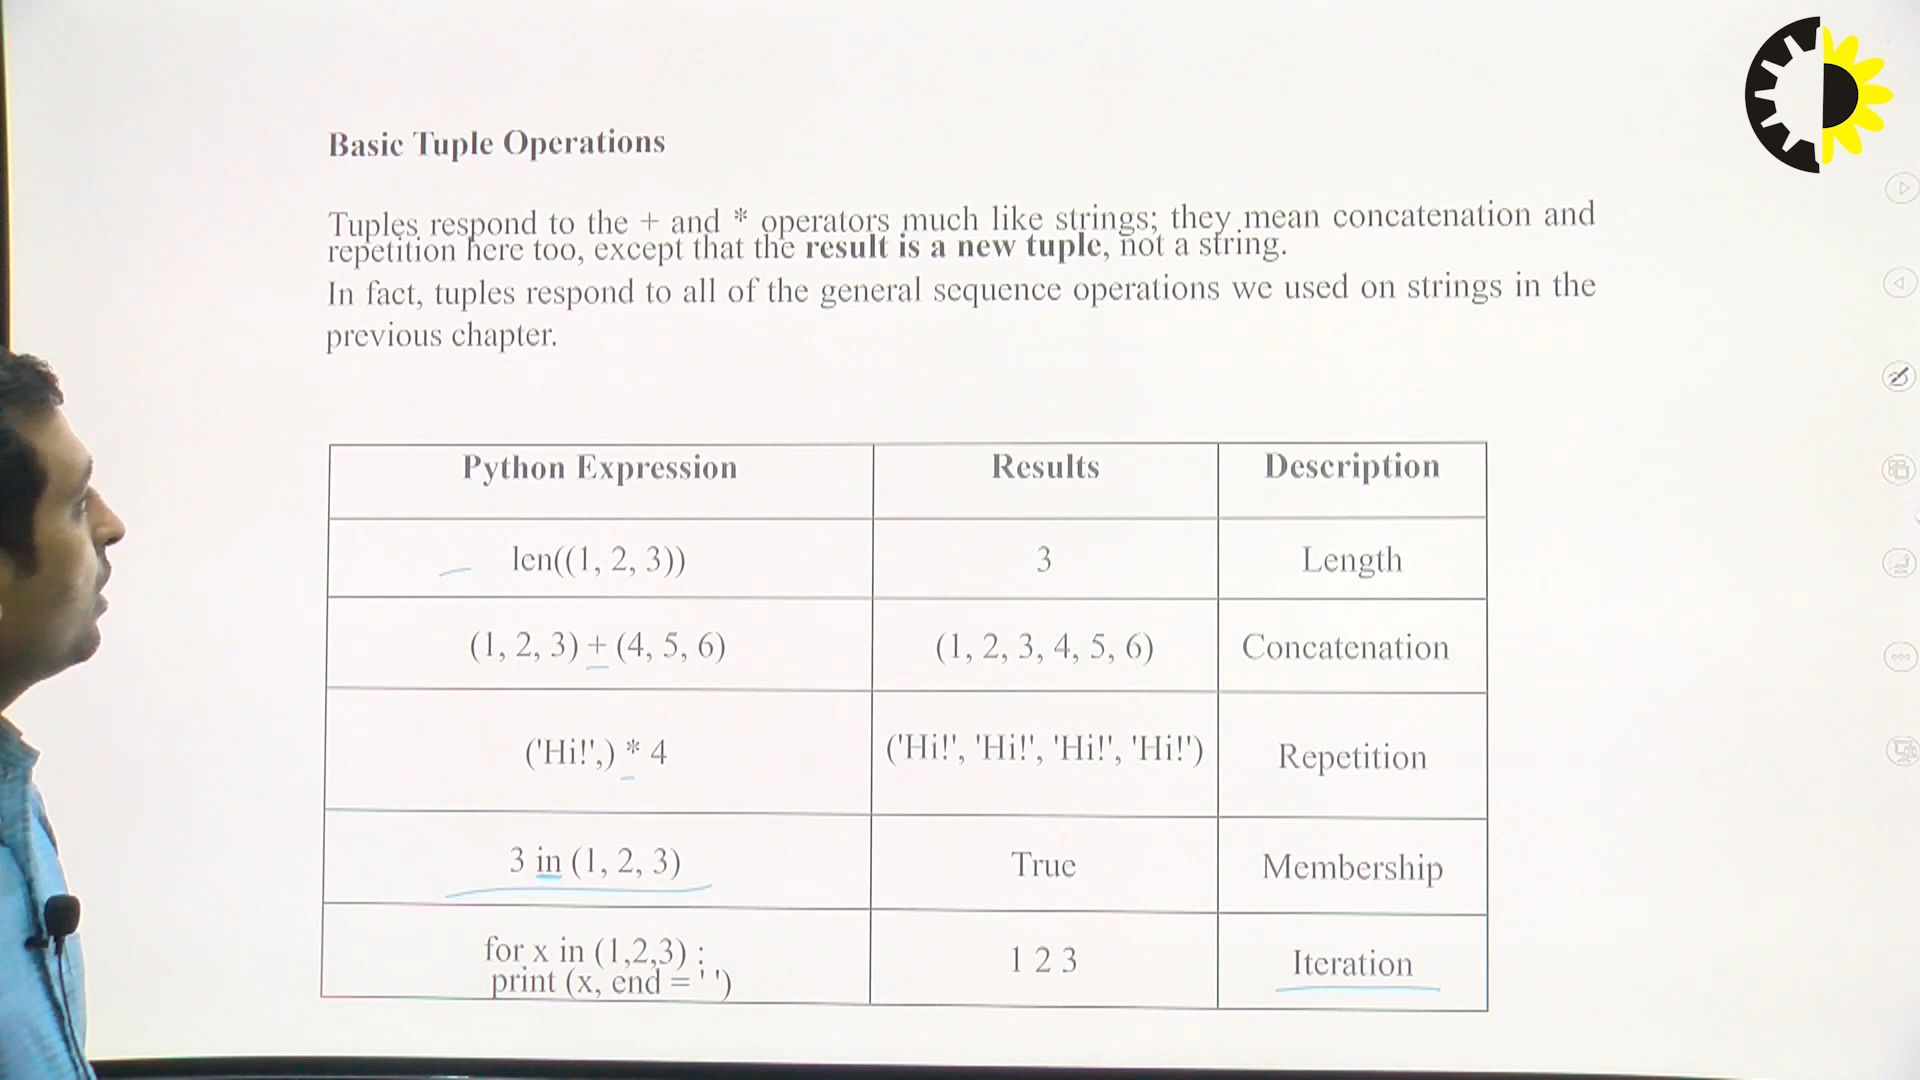 Basic Tuple Operations
Tuples respond to the + and * operators much like strings; they mean concatenation and
repetition here too, except that the result is a new tuple, not a string.
In fact, tuples respond to all of the general sequence operations we used on strings in the
previous chapter.
Python Expression Results Description
len((1, 2, 3)) 3 Length
(1, 2, 3) + (4, 5, 6) (1, 2, 3, 4, 5, 6) Concatenation
('Hi!',) * 4 ('Hi!', 'Hi!', 'Hi!', 'Hi!') Repetition
3 in (1, 2, 3) True Membership
for x in (1,2,3) :
print (x, end = ' ') 1 2 3 Iteration